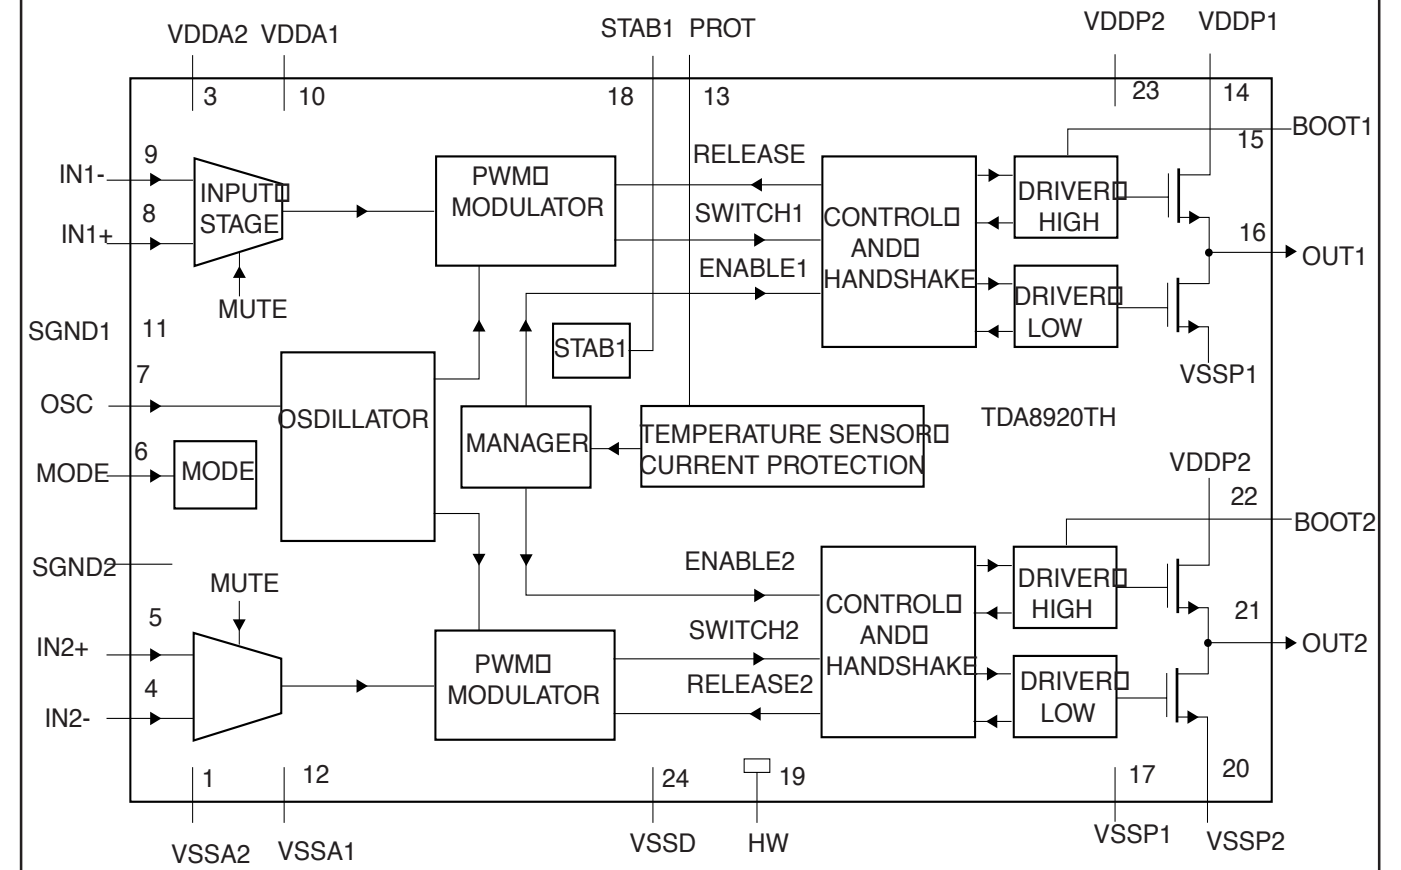 VDDA2 VDDA1 STAB1 PROT VDDP2 VDDP1
3 10 18 13 23 14
BOOT1
15
9
IN1-
INPUT
STAGE
8
IN1+
MUTE
PWM
MODULATOR
RELEASE
SWITCH1
ENABLE1
CONTROL
AND
HANDSHAKE
DRIVER
HIGH
DRIVER
LOW
16
OUT1
VSSP1
SGND1 11
STAB1
7
OSC
OSDILLATOR
6
MODE
MODE
MANAGER
TEMPERATURE SENSOR
CURRENT PROTECTION
TDA8920TH
VDDP2
22
BOOT2
SGND2
MUTE
5
IN2+
4
IN2-
PWM
MODULATOR
ENABLE2
SWITCH2
RELEASE2
CONTROL
AND
HANDSHAKE
DRIVER
HIGH
DRIVER
LOW
21
OUT2
1 12 24 19 17 20
VSSA2 VSSA1 VSSD HW VSSP1 VSSP2